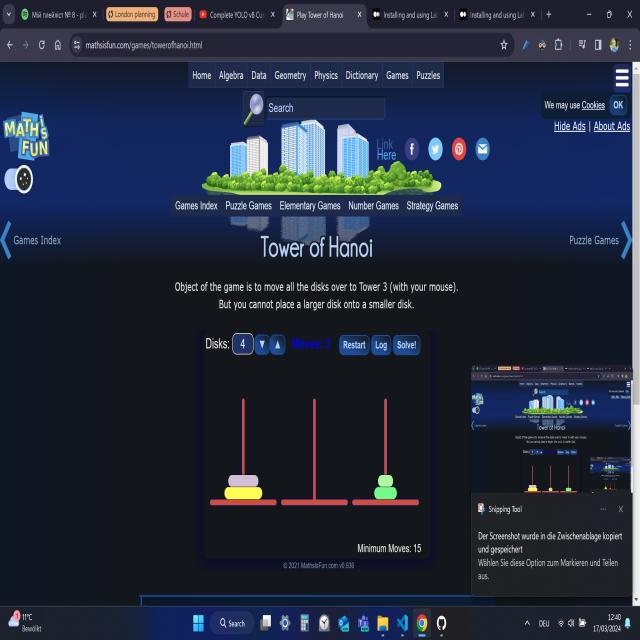 Мій плейліст № 8 - pl
London planning
Schule
Complete YOLO v8 Cus
Play Tower of Hanoi
Installing and using Lab
Installing and using Lab
mathsisfun.com/games/towerofhanoi.html
Home Algebra Data Geometry Physics Dictionary Games Puzzles
Search
We may use Cookies OK
Hide Ads | About Ads
MATH IS FUN
Link Here
Games Index Puzzle Games Elementary Games Number Games Strategy Games
Games Index
Puzzle Games
Tower of Hanoi
Object of the game is to move all the disks over to Tower 3 (with your mouse).
But you cannot place a larger disk onto a smaller disk.
Disks: 4 ▼ ▲ Restart Log Solve!
Minimum Moves: 15
© 2021 MathsIsFun.com v0.936
Snipping Tool
Der Screenshot wurde in die Zwischenablage kopiert
und gespeichert
Wählen Sie diese Option zum Markieren und Teilen
aus.
11°C
Bewölkt
Search
DEU
12:40
17/03/2024